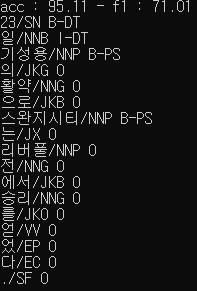 acc : 95.11 - f1 : 71.01
23/SN B-DT
일/NNB I-DT
기성용/NNP B-PS
의/JKG O
활약/NNG O
으로/JKB O
스완지시티/NNP B-PS
는/JX O
리버풀/NNP O
전/NNG O
에서/JKB O
승리/NNG O
를/JKO O
얻/VV O
었/EP O
다/EC O
./SF O